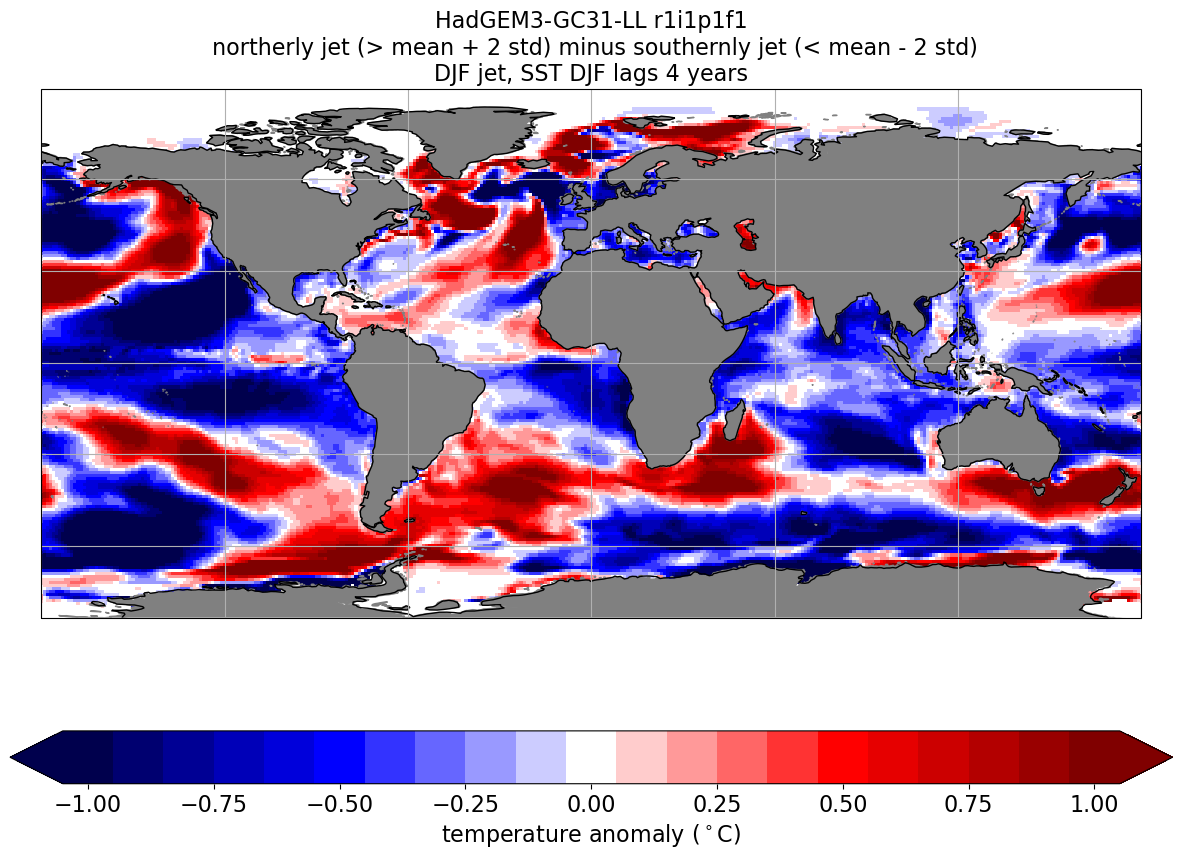 HadGEM3-GC31-LL r1i1p1f1
northerly jet (> mean + 2 std) minus southernly jet (< mean - 2 std)
DJF jet, SST DJF lags 4 years
−1.00 −0.75 −0.50 −0.25 0.00 0.25 0.50 0.75 1.00
temperature anomaly (°C)